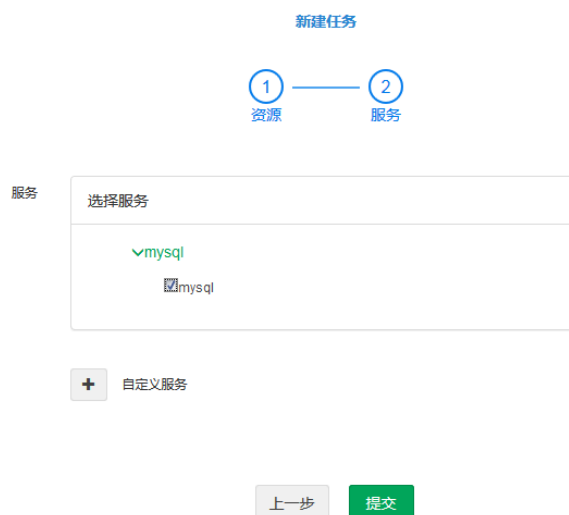 新建任务
1 2
资源 服务
服务
选择服务
mysql
mysql
+ 自定义服务
上一步 提交